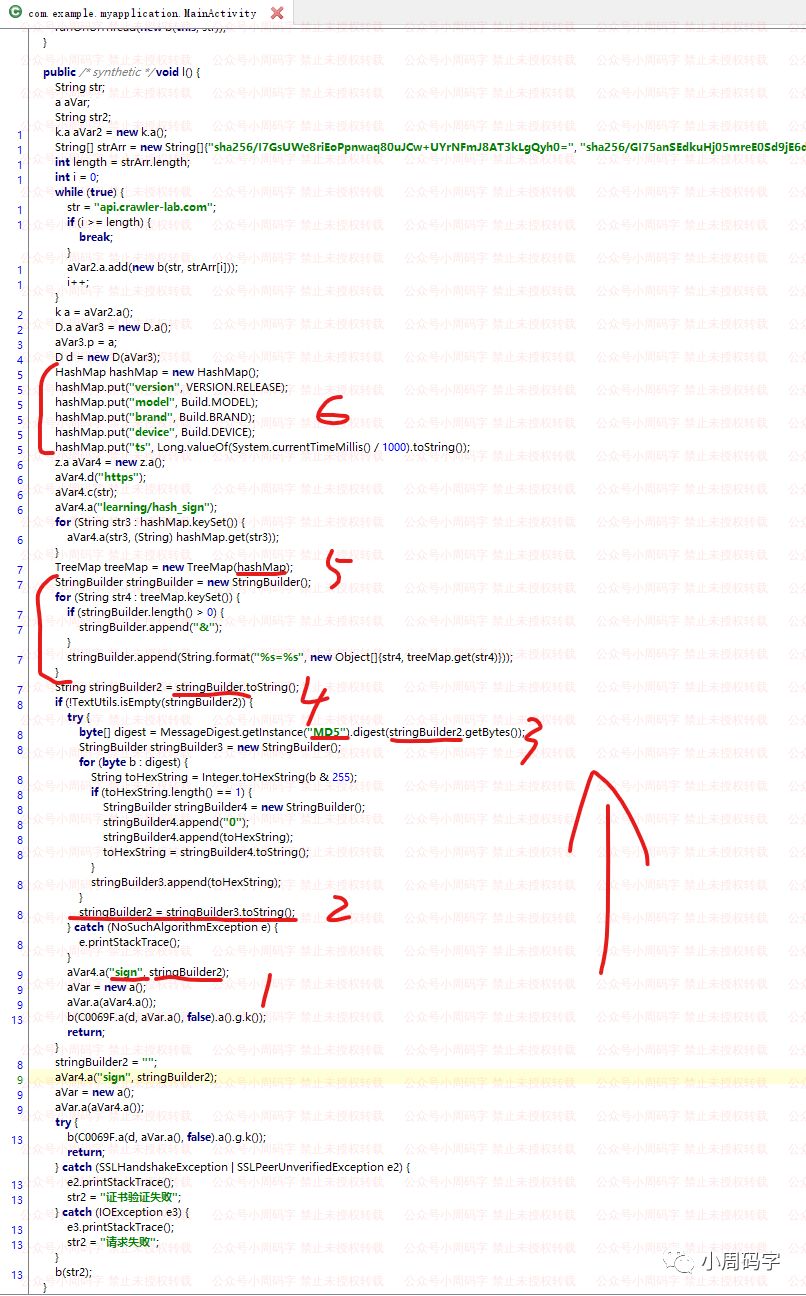 com.example.myapplication.MainActivity
}
public /* synthetic */ void l() {
String str;
a aVar;
String str2;
k.a aVar2 = new k.a();
1 String[] strArr = new String[]{"sha256/I7GsUWe8riEoPpnwaq80uJCw+UYrNFmJ8AT3kLgQyh0=", "sha256/GI75anSEdkuHj05mreE0Sd9jE6d
1 int length = strArr.length;
1 int i = 0;
1 while (true) {
1 str = "api.crawler-lab.com";
1 if (i >= length) {
break;
}
1 aVar2.a.add(new b(str, strArr[i]));
1 i++;
}
2 k a = aVar2.a();
2 D.a aVar3 = new D.a();
3 aVar3.p = a;
4 D d = new D(aVar3);
5 HashMap hashMap = new HashMap();
5 hashMap.put("version", VERSION.RELEASE);
5 hashMap.put("model", Build.MODEL);
5 hashMap.put("brand", Build.BRAND);
6
5 hashMap.put("device", Build.DEVICE);
5 hashMap.put("ts", Long.valueOf(System.currentTimeMillis() / 1000).toString());
6 z.a aVar4 = new z.a();
6 aVar4.d("https");
6 aVar4.c(str);
6 aVar4.a("learning/hash_sign");
for (String str3 : hashMap.keySet()) {
6 aVar4.a(str3, (String) hashMap.get(str3));
}
7 TreeMap treeMap = new TreeMap(hashMap);
5
7 StringBuilder stringBuilder = new StringBuilder();
for (String str4 : treeMap.keySet()) {
7 if (stringBuilder.length() > 0) {
7 stringBuilder.append("&");
}
7 stringBuilder.append(String.format("%s=%s", new Object[]{str4, treeMap.get(str4)}));
}
7 String stringBuilder2 = stringBuilder.toString();
4
8 if (!TextUtils.isEmpty(stringBuilder2)) {
try {
8 byte[] digest = MessageDigest.getInstance("MD5").digest(stringBuilder2.getBytes());
3
8 StringBuilder stringBuilder3 = new StringBuilder();
for (byte b : digest) {
8 String toHexString = Integer.toHexString(b & 255);
8 if (toHexString.length() == 1) {
8 StringBuilder stringBuilder4 = new StringBuilder();
8 stringBuilder4.append("0");
8 stringBuilder4.append(toHexString);
8 toHexString = stringBuilder4.toString();
}
8 stringBuilder3.append(toHexString);
}
8 stringBuilder2 = stringBuilder3.toString();
2
} catch (NoSuchAlgorithmException e) {
8 e.printStackTrace();
}
9 aVar4.a("sign", stringBuilder2);
1
9 aVar = new a();
9 aVar.a(aVar4.a());
13 b(C0069F.a(d, aVar.a(), false).a().g.k());
return;
}
8 stringBuilder2 = "";
9 aVar4.a("sign", stringBuilder2);
9 aVar = new a();
9 aVar.a(aVar4.a());
try {
13 b(C0069F.a(d, aVar.a(), false).a().g.k());
return;
} catch (SSLHandshakeException | SSLPeerUnverifiedException e2) {
13 e2.printStackTrace();
13 str2 = "证书验证失败";
} catch (IOException e3) {
13 e3.printStackTrace();
13 str2 = "请求失败";
}
13 b(str2);
}
小周码字
公众号小周码字 禁止未授权转载